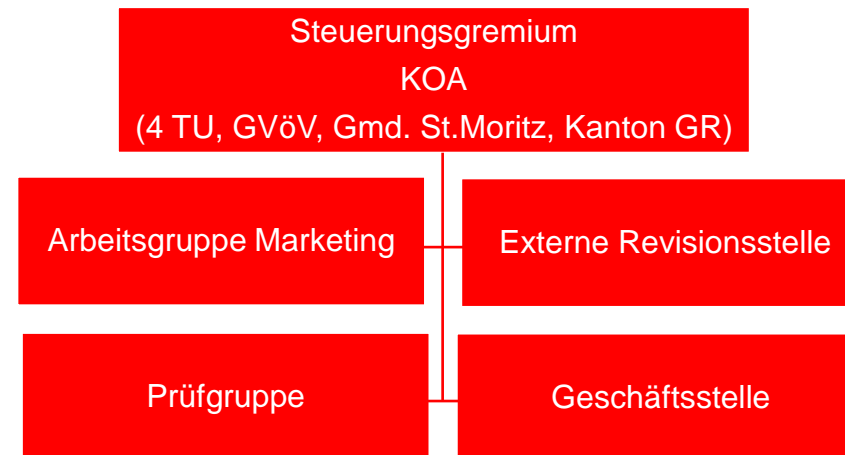 Steuerungsgremium
KOA
(4 TU, GVöV, Gmd. St.Moritz, Kanton GR)
Arbeitsgruppe Marketing
Externe Revisionsstelle
Prüfgruppe
Geschäftsstelle